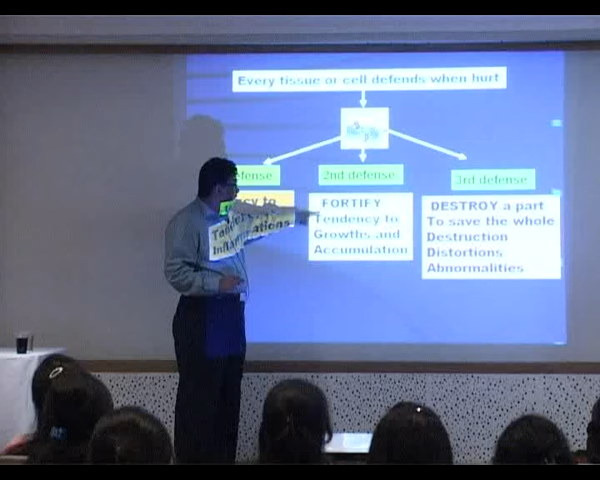 Every tissue or cell defends when hurt
2nd defense
3rd defense
FORTIFY
Tendency to
Growths and
Accumulation
DESTROY a part
To save the whole
Destruction
Distortions
Abnormalities